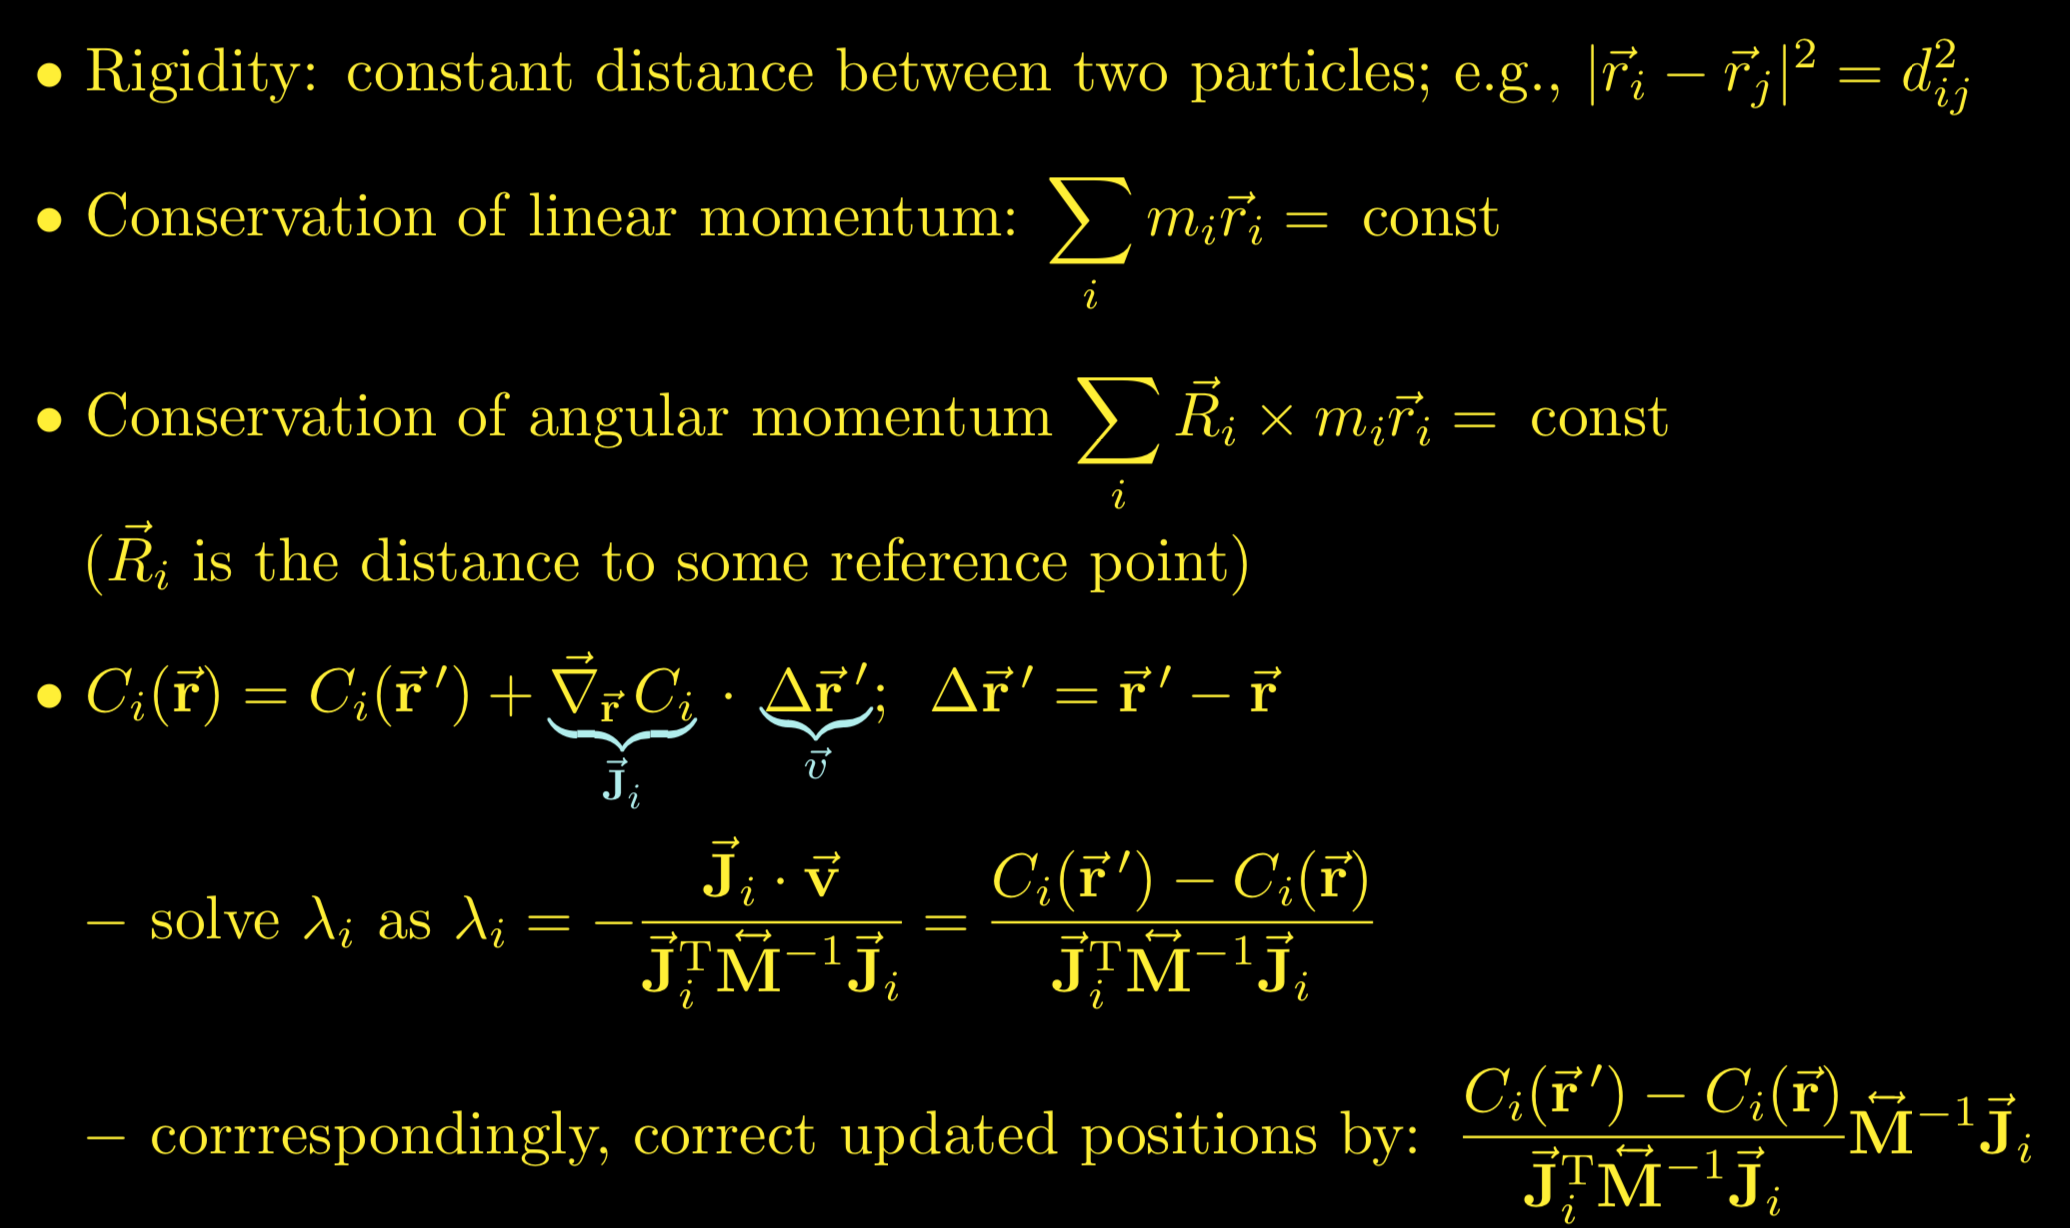 • Rigidity: constant distance between two particles; e.g., $|\vec{r}_i - \vec{r}_j|^2 = d_{ij}^2$
• Conservation of linear momentum: $\sum_i m_i \vec{r}_i = \text{const}$
• Conservation of angular momentum $\sum_i \vec{R}_i \times m_i \vec{r}_i = \text{const}$
($\vec{R}_i$ is the distance to some reference point)
• $C_i(\vec{\mathbf{r}}) = C_i(\vec{\mathbf{r}}\,') + \underbrace{\vec{\nabla}_{\vec{\mathbf{r}}} C_i}_{\vec{\mathbf{J}}_i} \cdot \underbrace{\Delta \vec{\mathbf{r}}\,'}_{\vec{v}}; \;\; \Delta \vec{\mathbf{r}}\,' = \vec{\mathbf{r}}\,' - \vec{\mathbf{r}}$
– solve $\lambda_i$ as $\lambda_i = -\frac{\vec{\mathbf{J}}_i \cdot \vec{\mathbf{v}}}{\vec{\mathbf{J}}_i^{\mathrm{T}} \overleftrightarrow{\mathbf{M}}^{-1} \vec{\mathbf{J}}_i} = \frac{C_i(\vec{\mathbf{r}}\,') - C_i(\vec{\mathbf{r}})}{\vec{\mathbf{J}}_i^{\mathrm{T}} \overleftrightarrow{\mathbf{M}}^{-1} \vec{\mathbf{J}}_i}$
– corrrespondingly, correct updated positions by: $\frac{C_i(\vec{\mathbf{r}}\,') - C_i(\vec{\mathbf{r}})}{\vec{\mathbf{J}}_i^{\mathrm{T}} \overleftrightarrow{\mathbf{M}}^{-1} \vec{\mathbf{J}}_i} \overleftrightarrow{\mathbf{M}}^{-1} \vec{\mathbf{J}}_i$